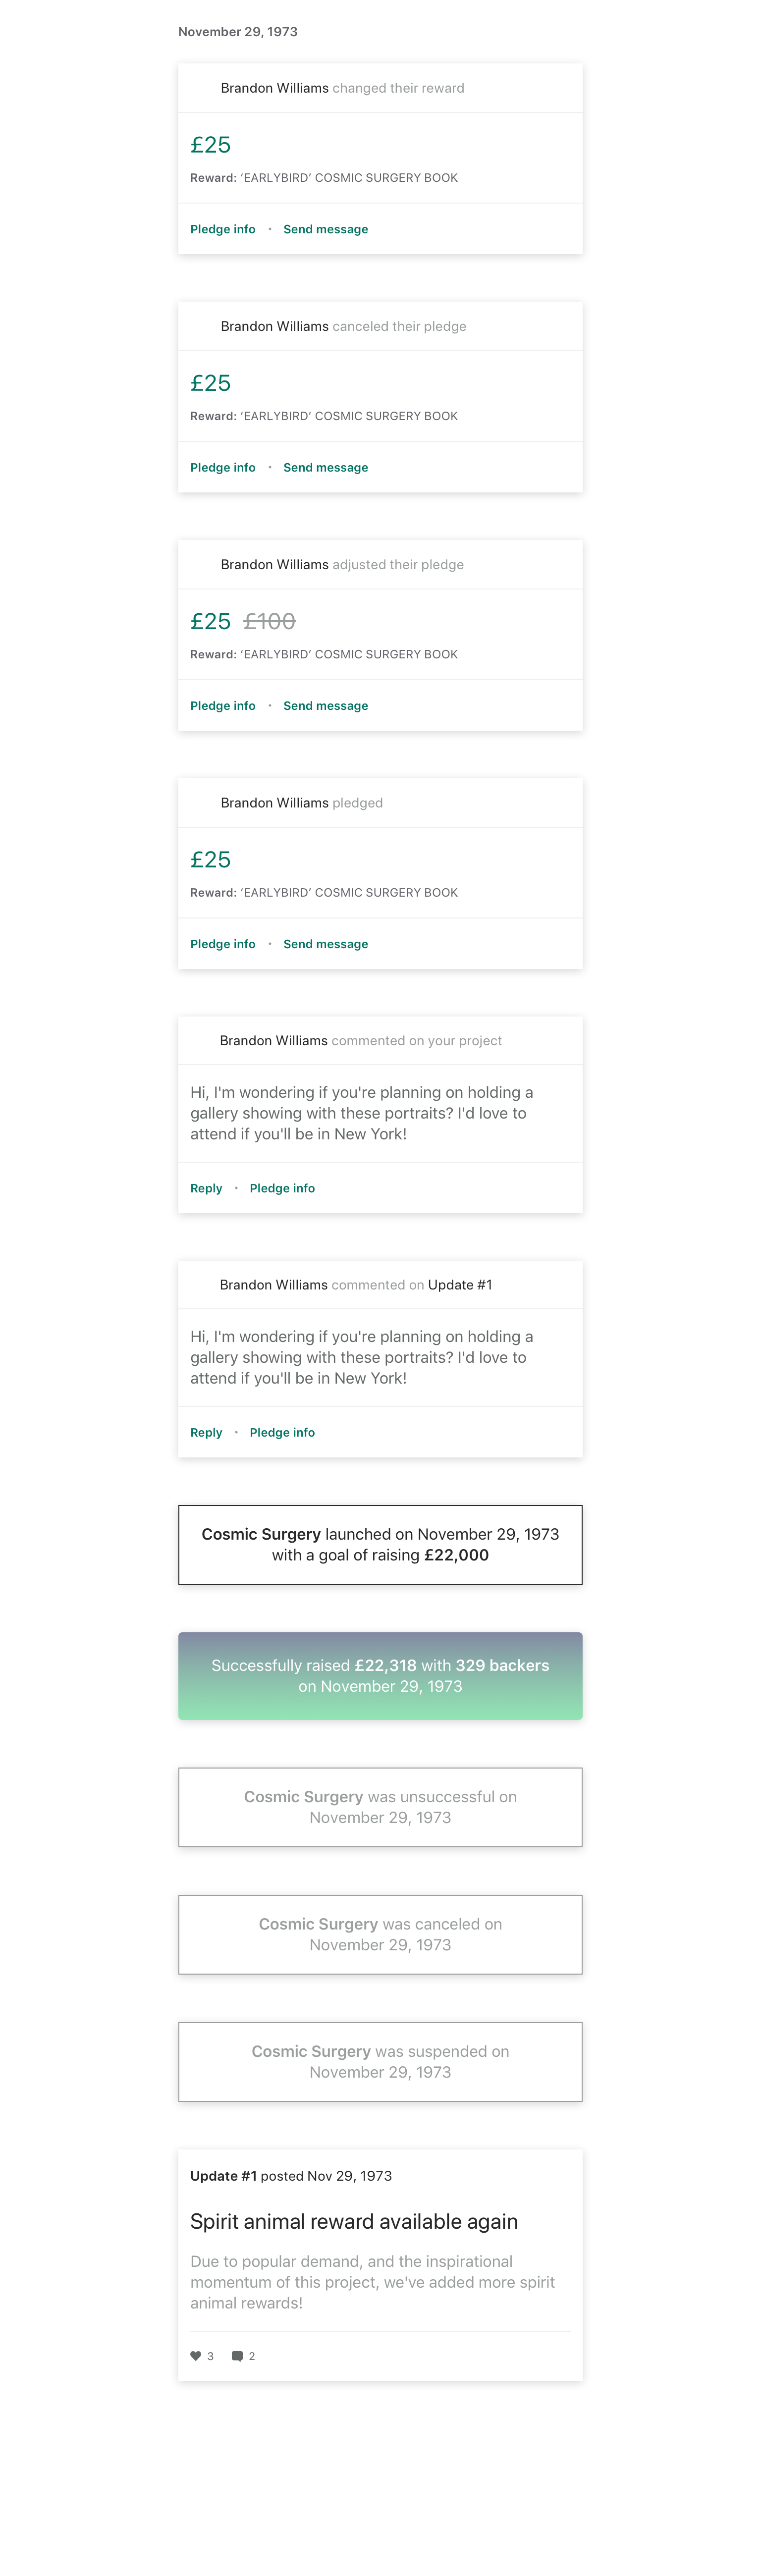 November 29, 1973
Brandon Williams changed their reward
£25
Reward: ‘EARLYBIRD’ COSMIC SURGERY BOOK
Pledge info • Send message
Brandon Williams canceled their pledge
£25
Reward: ‘EARLYBIRD’ COSMIC SURGERY BOOK
Pledge info • Send message
Brandon Williams adjusted their pledge
£25 £100
Reward: ‘EARLYBIRD’ COSMIC SURGERY BOOK
Pledge info • Send message
Brandon Williams pledged
£25
Reward: ‘EARLYBIRD’ COSMIC SURGERY BOOK
Pledge info • Send message
Brandon Williams commented on your project
Hi, I'm wondering if you're planning on holding a
gallery showing with these portraits? I'd love to
attend if you'll be in New York!
Reply • Pledge info
Brandon Williams commented on Update #1
Hi, I'm wondering if you're planning on holding a
gallery showing with these portraits? I'd love to
attend if you'll be in New York!
Reply • Pledge info
Cosmic Surgery launched on November 29, 1973
with a goal of raising £22,000
Successfully raised £22,318 with 329 backers
on November 29, 1973
Cosmic Surgery was unsuccessful on
November 29, 1973
Cosmic Surgery was canceled on
November 29, 1973
Cosmic Surgery was suspended on
November 29, 1973
Update #1 posted Nov 29, 1973
Spirit animal reward available again
Due to popular demand, and the inspirational
momentum of this project, we've added more spirit
animal rewards!
3 2